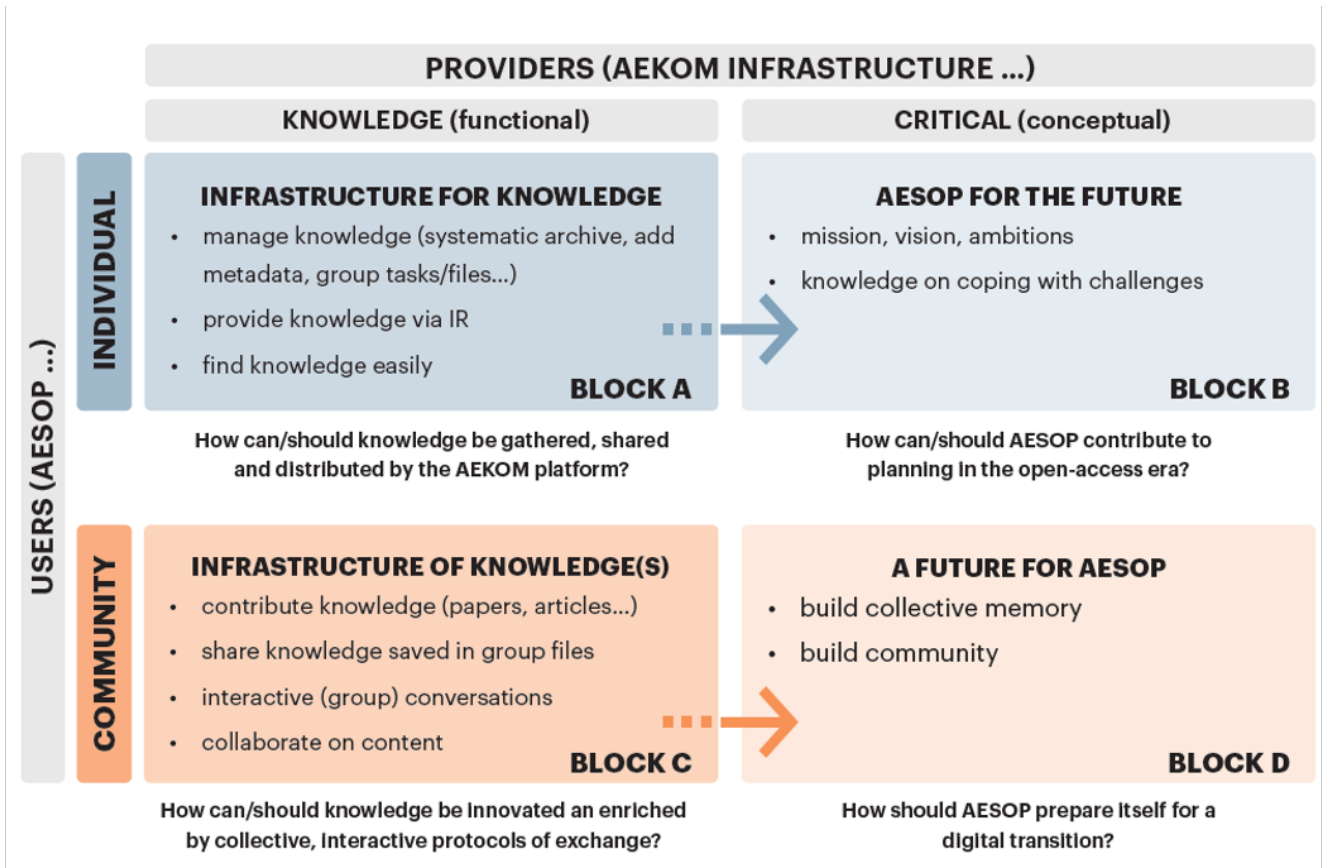 PROVIDERS (AEKOM INFRASTRUCTURE ...)
KNOWLEDGE (functional)
CRITICAL (conceptual)
USERS (AESOP ...)
INDIVIDUAL
INFRASTRUCTURE FOR KNOWLEDGE
• manage knowledge (systematic archive, add
metadata, group tasks/files...)
• provide knowledge via IR
• find knowledge easily
BLOCK A
AESOP FOR THE FUTURE
• mission, vision, ambitions
• knowledge on coping with challenges
BLOCK B
How can/should knowledge be gathered, shared
and distributed by the AEKOM platform?
How can/should AESOP contribute to
planning in the open-access era?
COMMUNITY
INFRASTRUCTURE OF KNOWLEDGE(S)
• contribute knowledge (papers, articles...)
• share knowledge saved in group files
• interactive (group) conversations
• collaborate on content
BLOCK C
A FUTURE FOR AESOP
• build collective memory
• build community
BLOCK D
How can/should knowledge be innovated an enriched
by collective, interactive protocols of exchange?
How should AESOP prepare itself for a
digital transition?